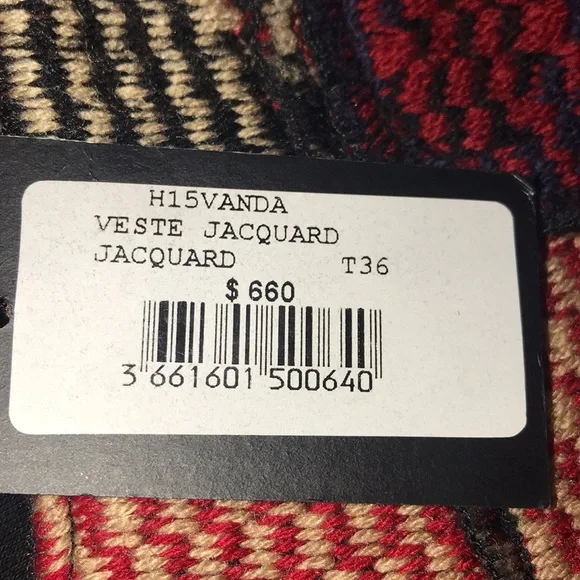 H15VANDA
VESTE JACQUARD
JACQUARD T36
$ 660
3 661601 500640